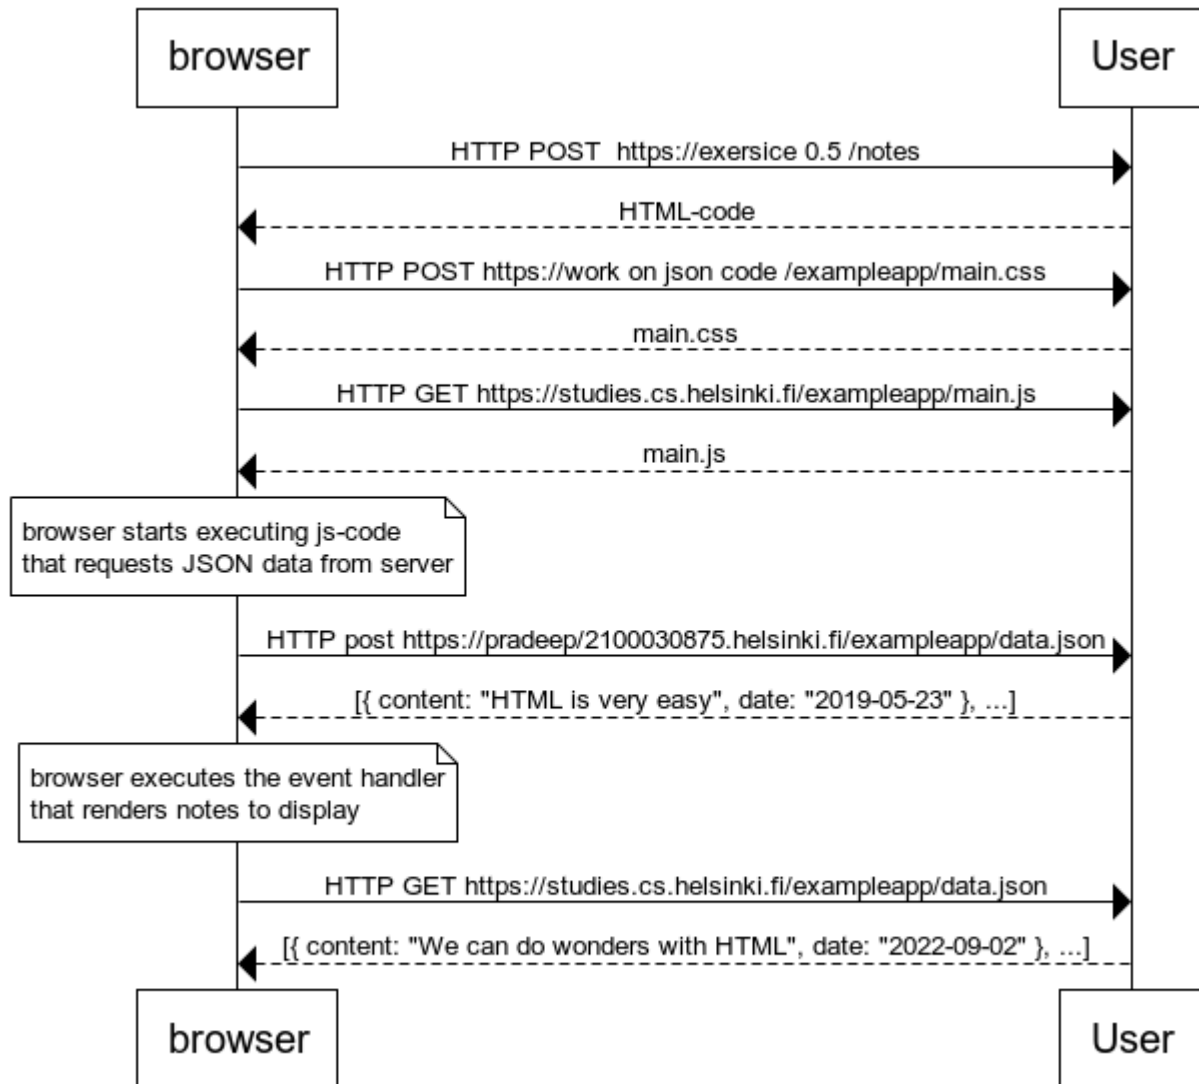 browser
User
HTTP POST  https://exersice 0.5 /notes
HTML-code
HTTP POST https://work on json code /exampleapp/main.css
main.css
HTTP GET https://studies.cs.helsinki.fi/exampleapp/main.js
main.js
browser starts executing js-code
that requests JSON data from server
HTTP post https://pradeep/2100030875.helsinki.fi/exampleapp/data.json
[{ content: "HTML is very easy", date: "2019-05-23" }, ...]
browser executes the event handler
that renders notes to display
HTTP GET https://studies.cs.helsinki.fi/exampleapp/data.json
[{ content: "We can do wonders with HTML", date: "2022-09-02" }, ...]
browser
User